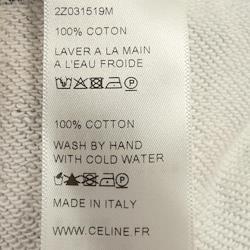 2Z031519M
100% COTON
LAVER A LA MAIN
A L'EAU FROIDE
100% COTTON
WASH BY HAND
WITH COLD WATER
MADE IN ITALY
WWW.CELINE.FR